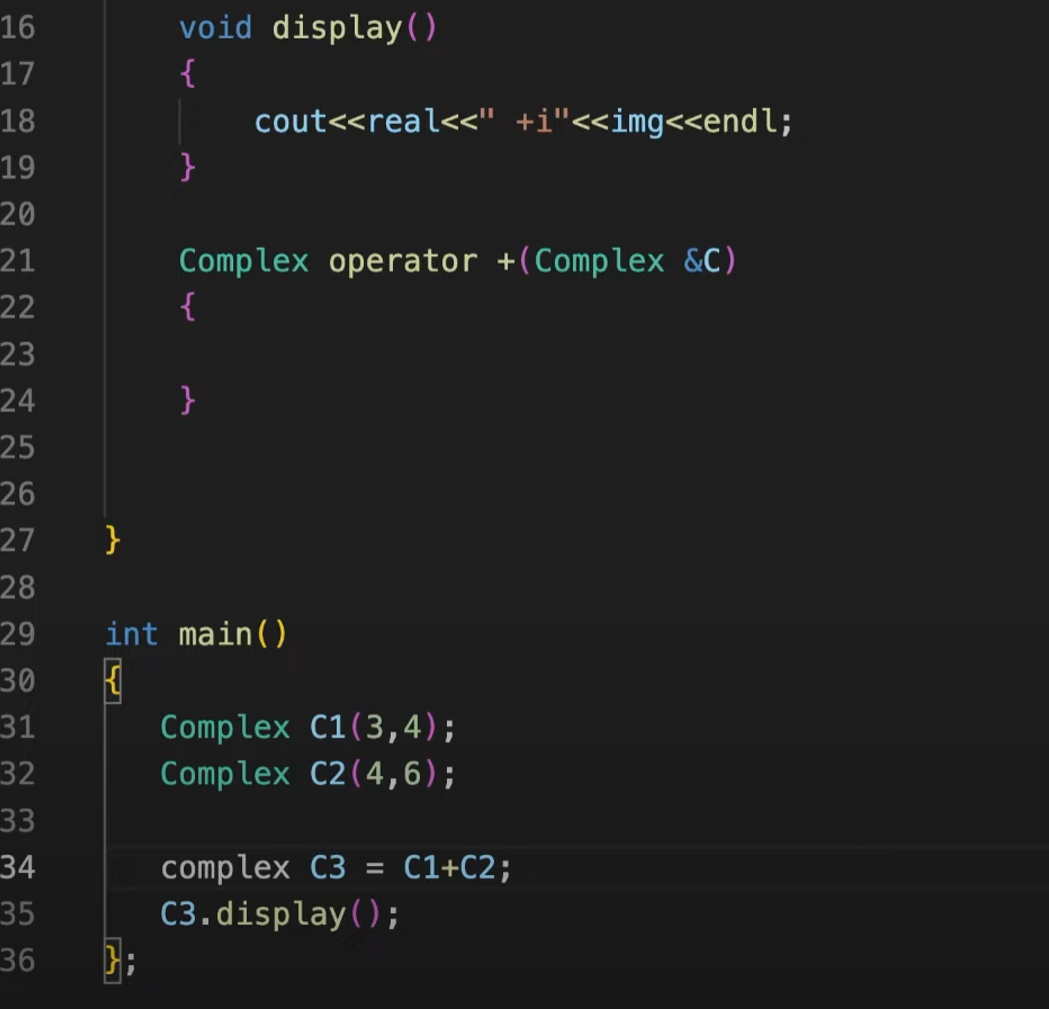 16 void display()
17 {
18 cout<<real<<" +i"<<img<<endl;
19 }
20
21 Complex operator +(Complex &C)
22 {
23
24 }
25
26
27 }
28
29 int main()
30 {
31 Complex C1(3,4);
32 Complex C2(4,6);
33
34 complex C3 = C1+C2;
35 C3.display();
36 };